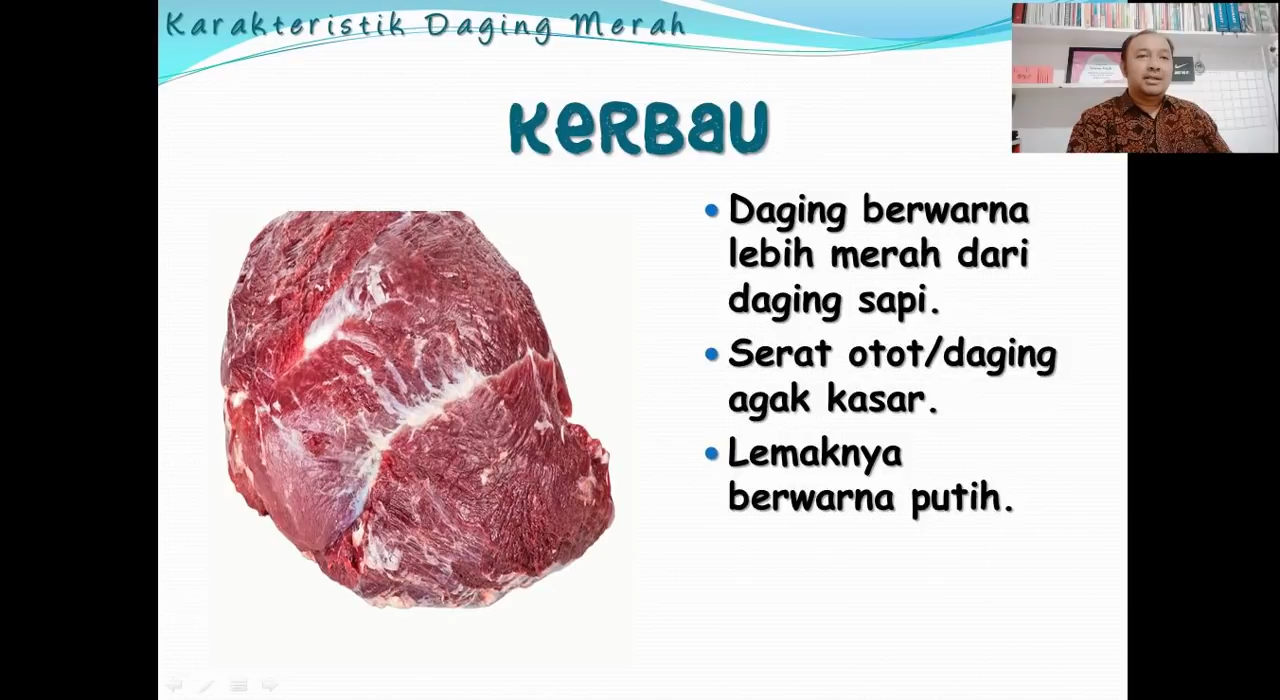 Karakteristik Daging Merah
KERBAU
• Daging berwarna
lebih merah dari
daging sapi.
• Serat otot/daging
agak kasar.
• Lemaknya
berwarna putih.